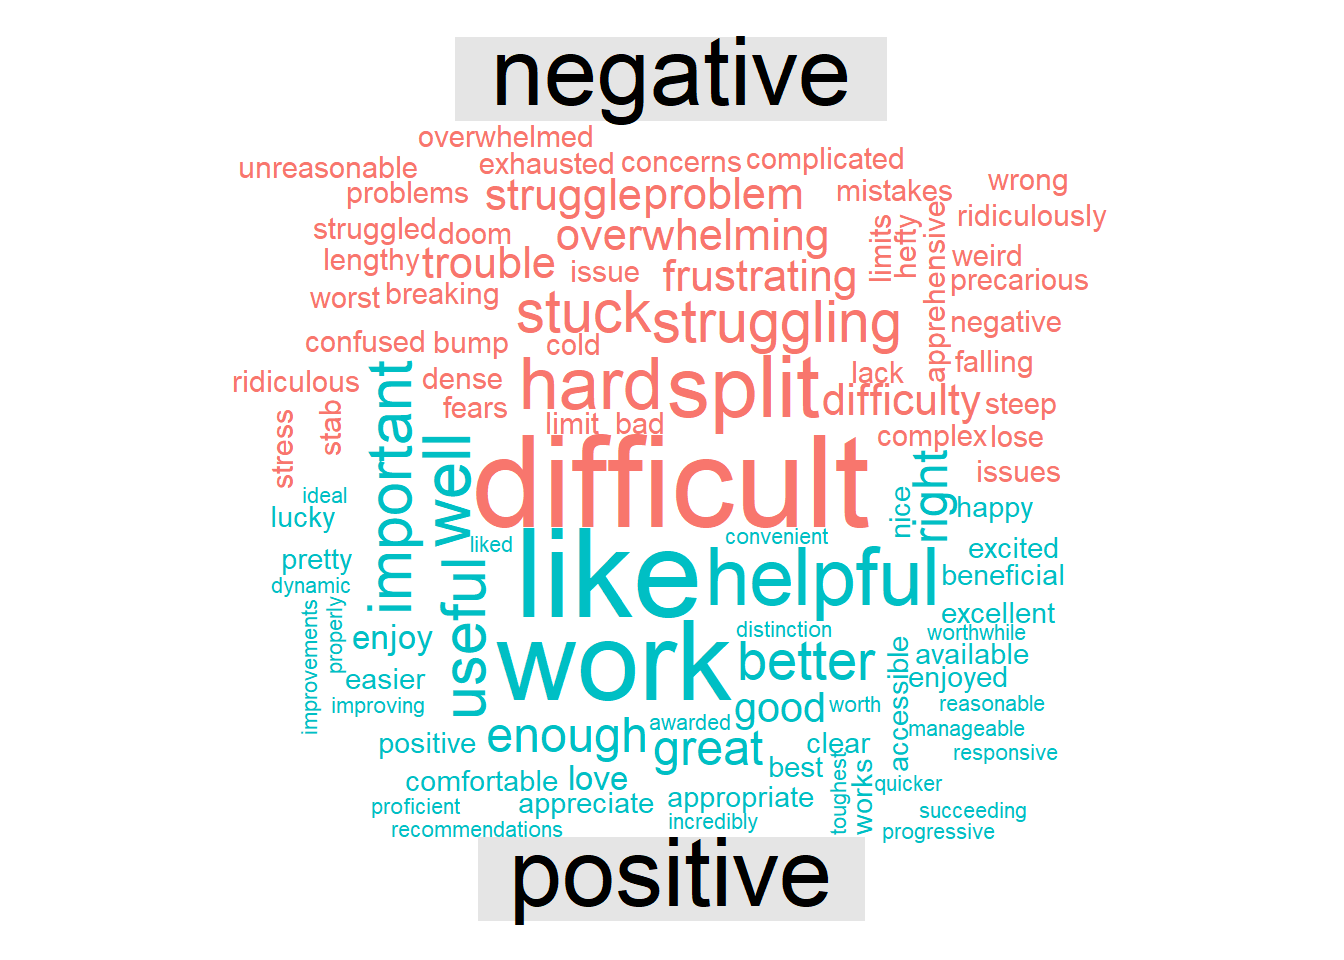 negative
overwhelmed
unreasonable exhausted concerns complicated
problems struggle problem mistakes wrong
struggled doom overwhelming limits hefty apprehensive ridiculously
lengthy trouble issue frustrating weird
worst breaking stuck struggling precarious
confused bump cold negative
ridiculous dense hard split lack difficulty falling
stress stab fears limit bad steep
complex lose
issues
difficult
important well right nice happy
ideal
lucky liked convenient
pretty like helpful excited
dynamic beneficial
improvements properly enjoy useful work distinction excellent
worthwhile
easier better accessible available
enjoyed
improving good worth reasonable
awarded manageable
positive enough great clear responsive
comfortable love best toughest works quicker
proficient appreciate appropriate succeeding
recommendations incredibly progressive
positive